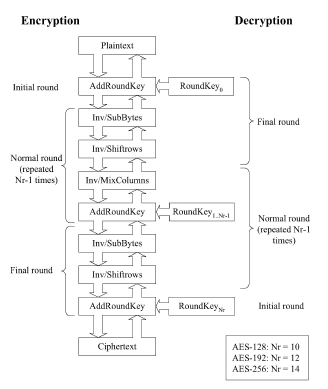 Encryption
Decryption
Plaintext
Initial round
AddRoundKey
RoundKey0
Inv/SubBytes
Final round
Inv/Shiftrows
Normal round
(repeated
Nr-1 times)
Inv/MixColumns
AddRoundKey
RoundKey1..Nr-1
Normal round
(repeated Nr-1
times)
Inv/SubBytes
Final round
Inv/Shiftrows
AddRoundKey
RoundKeyNr
Initial round
Ciphertext
AES-128: Nr = 10
AES-192: Nr = 12
AES-256: Nr = 14